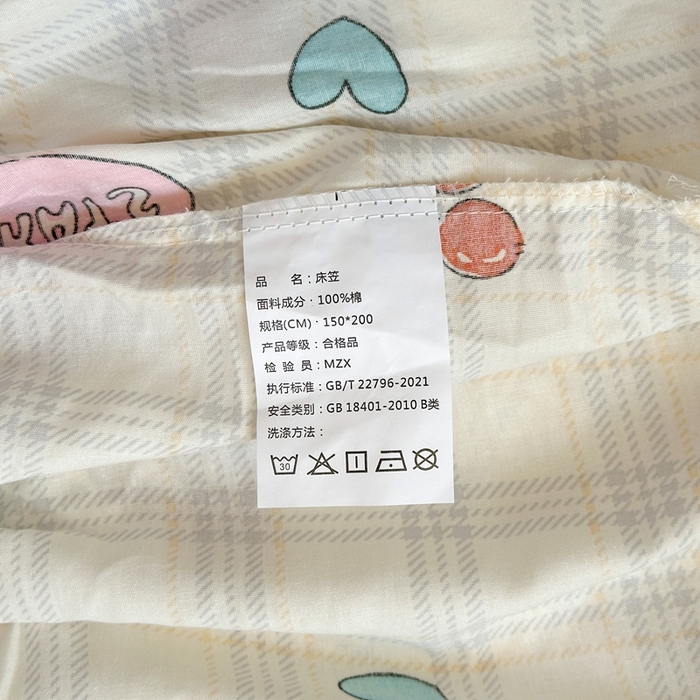 品 名：床笠
面料成分：100%棉
规格(CM)：150*200
产品等级：合格品
检 验 员：MZX
执行标准：GB/T 22796-2021
安全类别：GB 18401-2010 B类
洗涤方法：
30